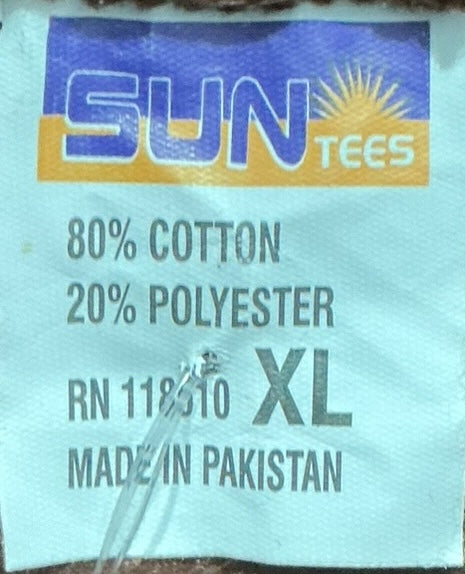 SUN
TEES
80% COTTON
20% POLYESTER
RN XL
MADE IN PAKISTAN